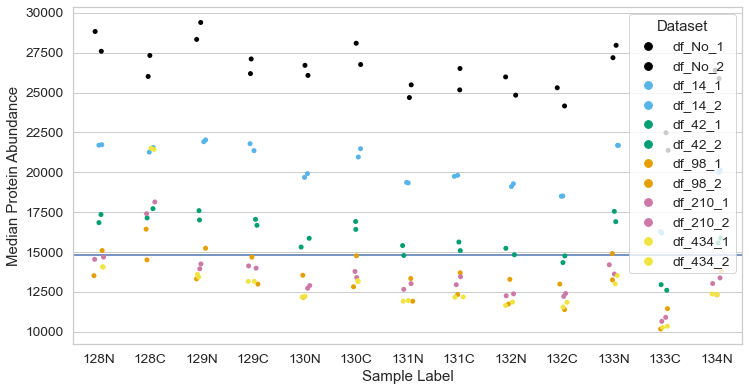 30000
27500
25000
22500
20000
17500
15000
12500
10000
Median Protein Abundance
128N 128C 129N 129C 130N 130C 131N 131C 132N 132C 133N 133C 134N
Sample Label
Dataset
df_No_1
df_No_2
df_14_1
df_14_2
df_42_1
df_42_2
df_98_1
df_98_2
df_210_1
df_210_2
df_434_1
df_434_2